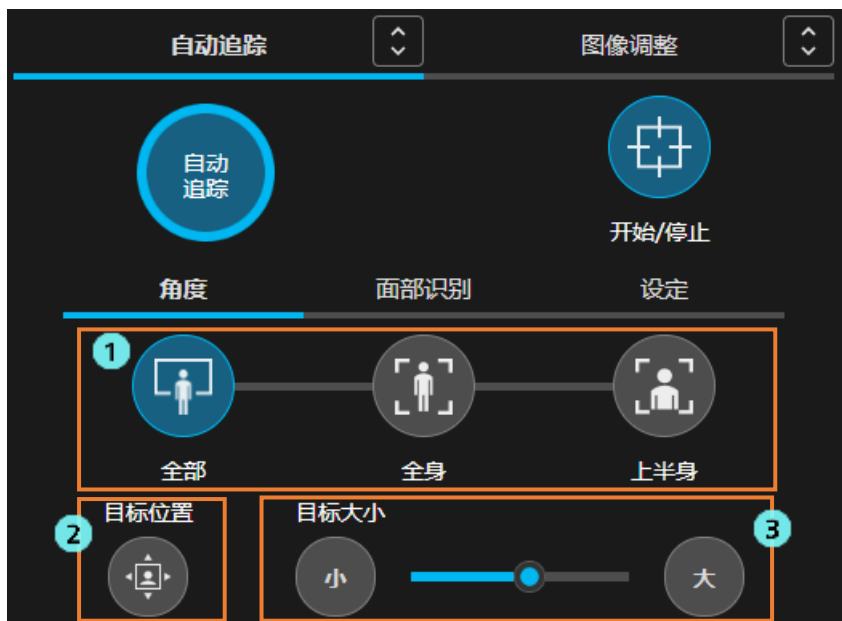 自动追踪
图像调整
自动
追踪
开始/停止
角度
面部识别
设定
1
全部
全身
上半身
2
目标位置
目标大小
3
小
大